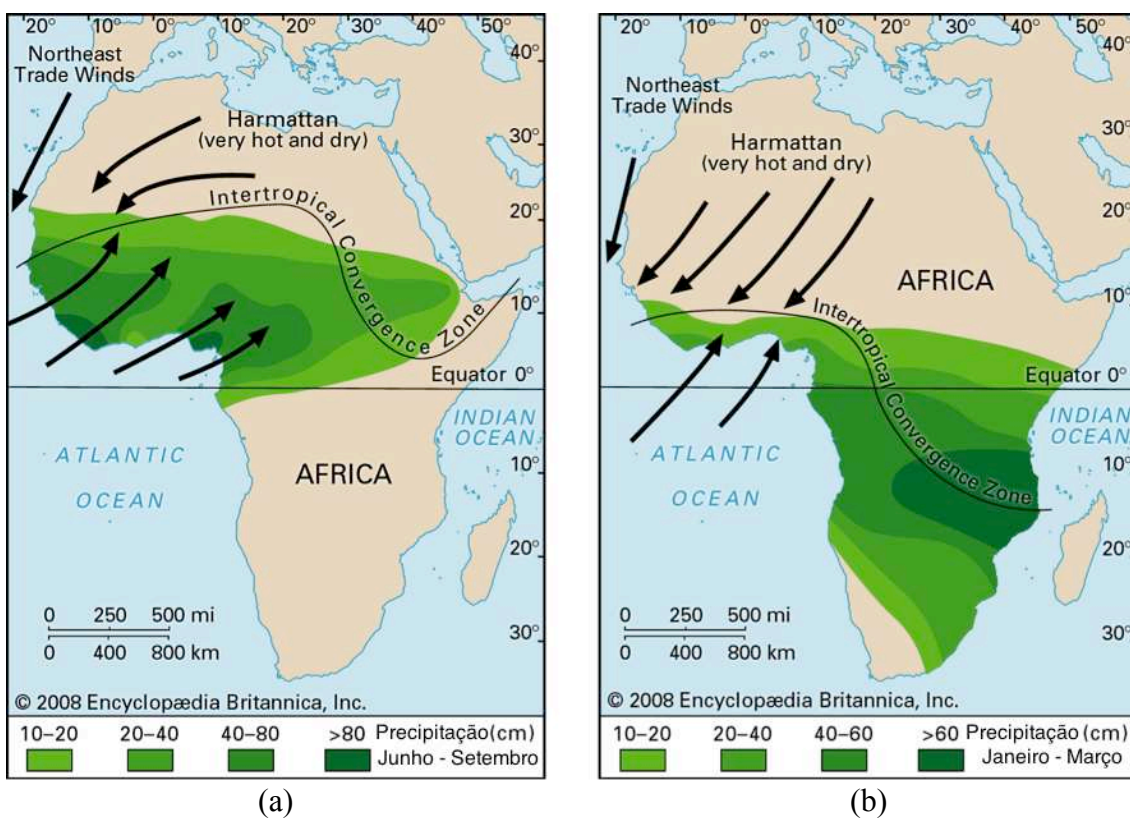 20° 10° 0° 10° 20° 30° 40° 50°
40°
Northeast
Trade Winds
Harmattan
(very hot and dry)
30°
Intertropical Convergence Zone
20°
10°
Equator 0°
INDIAN
OCEAN
ATLANTIC
OCEAN
AFRICA
10°
20°
0 250 500 mi
0 400 800 km
30°
© 2008 Encyclopædia Britannica, Inc.
10–20 20–40 40–80 >80 Precipitação(cm)
Junho - Setembro
(a)
20° 10° 0° 10° 20° 30° 40° 50°
40°
Northeast
Trade Winds
Harmattan
(very hot and dry)
30°
20°
AFRICA
10°
Intertropical Convergence Zone
Equator 0°
INDIAN
OCEAN
ATLANTIC
OCEAN
10°
20°
0 250 500 mi
0 400 800 km
30°
© 2008 Encyclopædia Britannica, Inc.
10–20 20–40 40–60 >60 Precipitação (cm)
Janeiro - Março
(b)